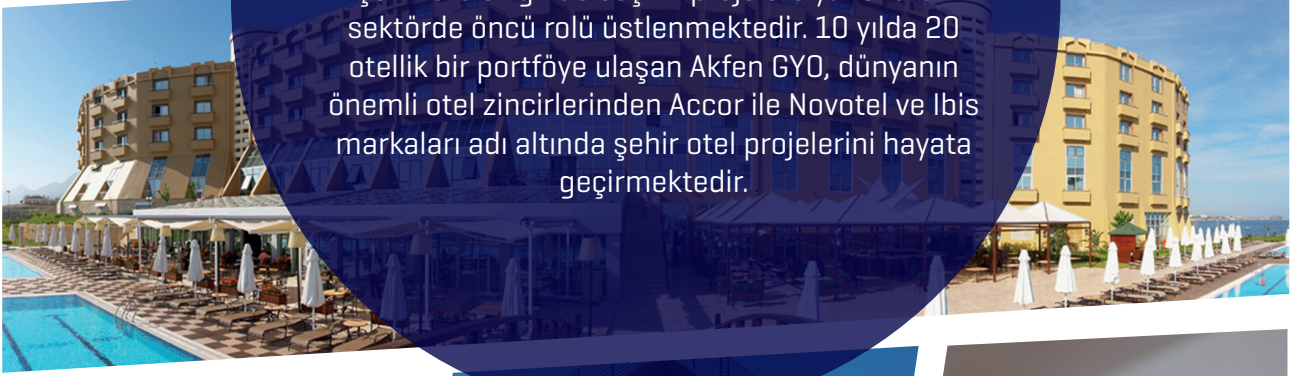 sektörde öncü rolü üstlenmektedir. 10 yılda 20
otellik bir portföye ulaşan Akfen GYO, dünyanın
önemli otel zincirlerinden Accor ile Novotel ve Ibis
markaları adı altında şehir otel projelerini hayata
geçirmektedir.